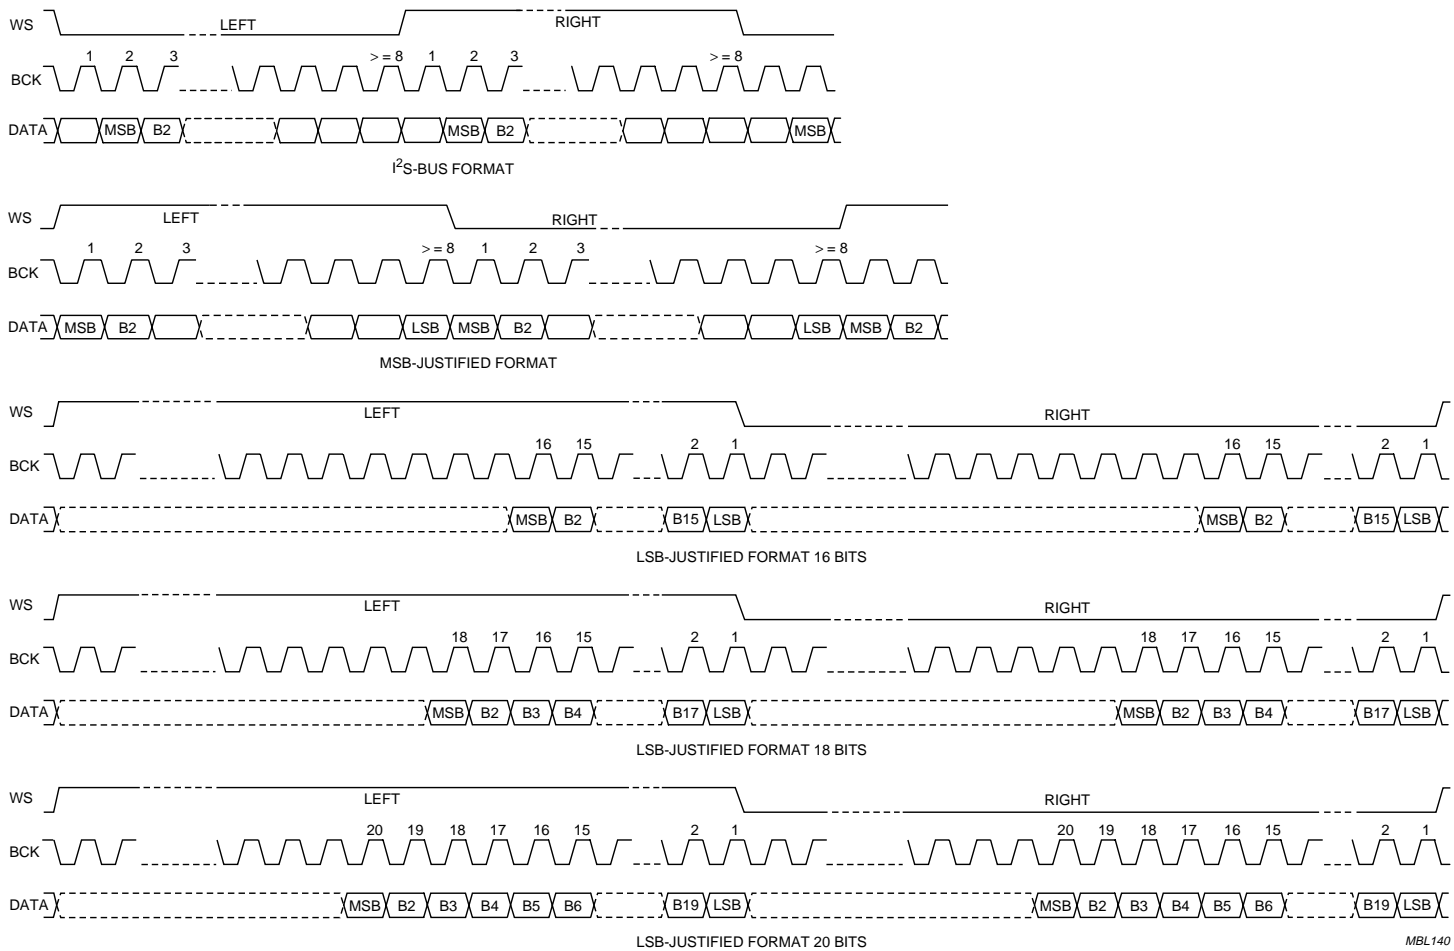 WS LEFT RIGHT
BCK 1 2 3 >=8 1 2 3 >=8
DATA MSB B2 MSB B2 MSB
I²S-BUS FORMAT
WS LEFT RIGHT
BCK 1 2 3 >=8 1 2 3 >=8
DATA MSB B2 LSB MSB B2 LSB MSB B2
MSB-JUSTIFIED FORMAT
WS LEFT RIGHT
BCK 16 15 2 1 16 15 2 1
DATA MSB B2 B15 LSB MSB B2 B15 LSB
LSB-JUSTIFIED FORMAT 16 BITS
WS LEFT RIGHT
BCK 18 17 16 15 2 1 18 17 16 15 2 1
DATA MSB B2 B3 B4 B17 LSB MSB B2 B3 B4 B17 LSB
LSB-JUSTIFIED FORMAT 18 BITS
WS LEFT RIGHT
BCK 20 19 18 17 16 15 2 1 20 19 18 17 16 15 2 1
DATA MSB B2 B3 B4 B5 B6 B19 LSB MSB B2 B3 B4 B5 B6 B19 LSB
LSB-JUSTIFIED FORMAT 20 BITS
MBL140